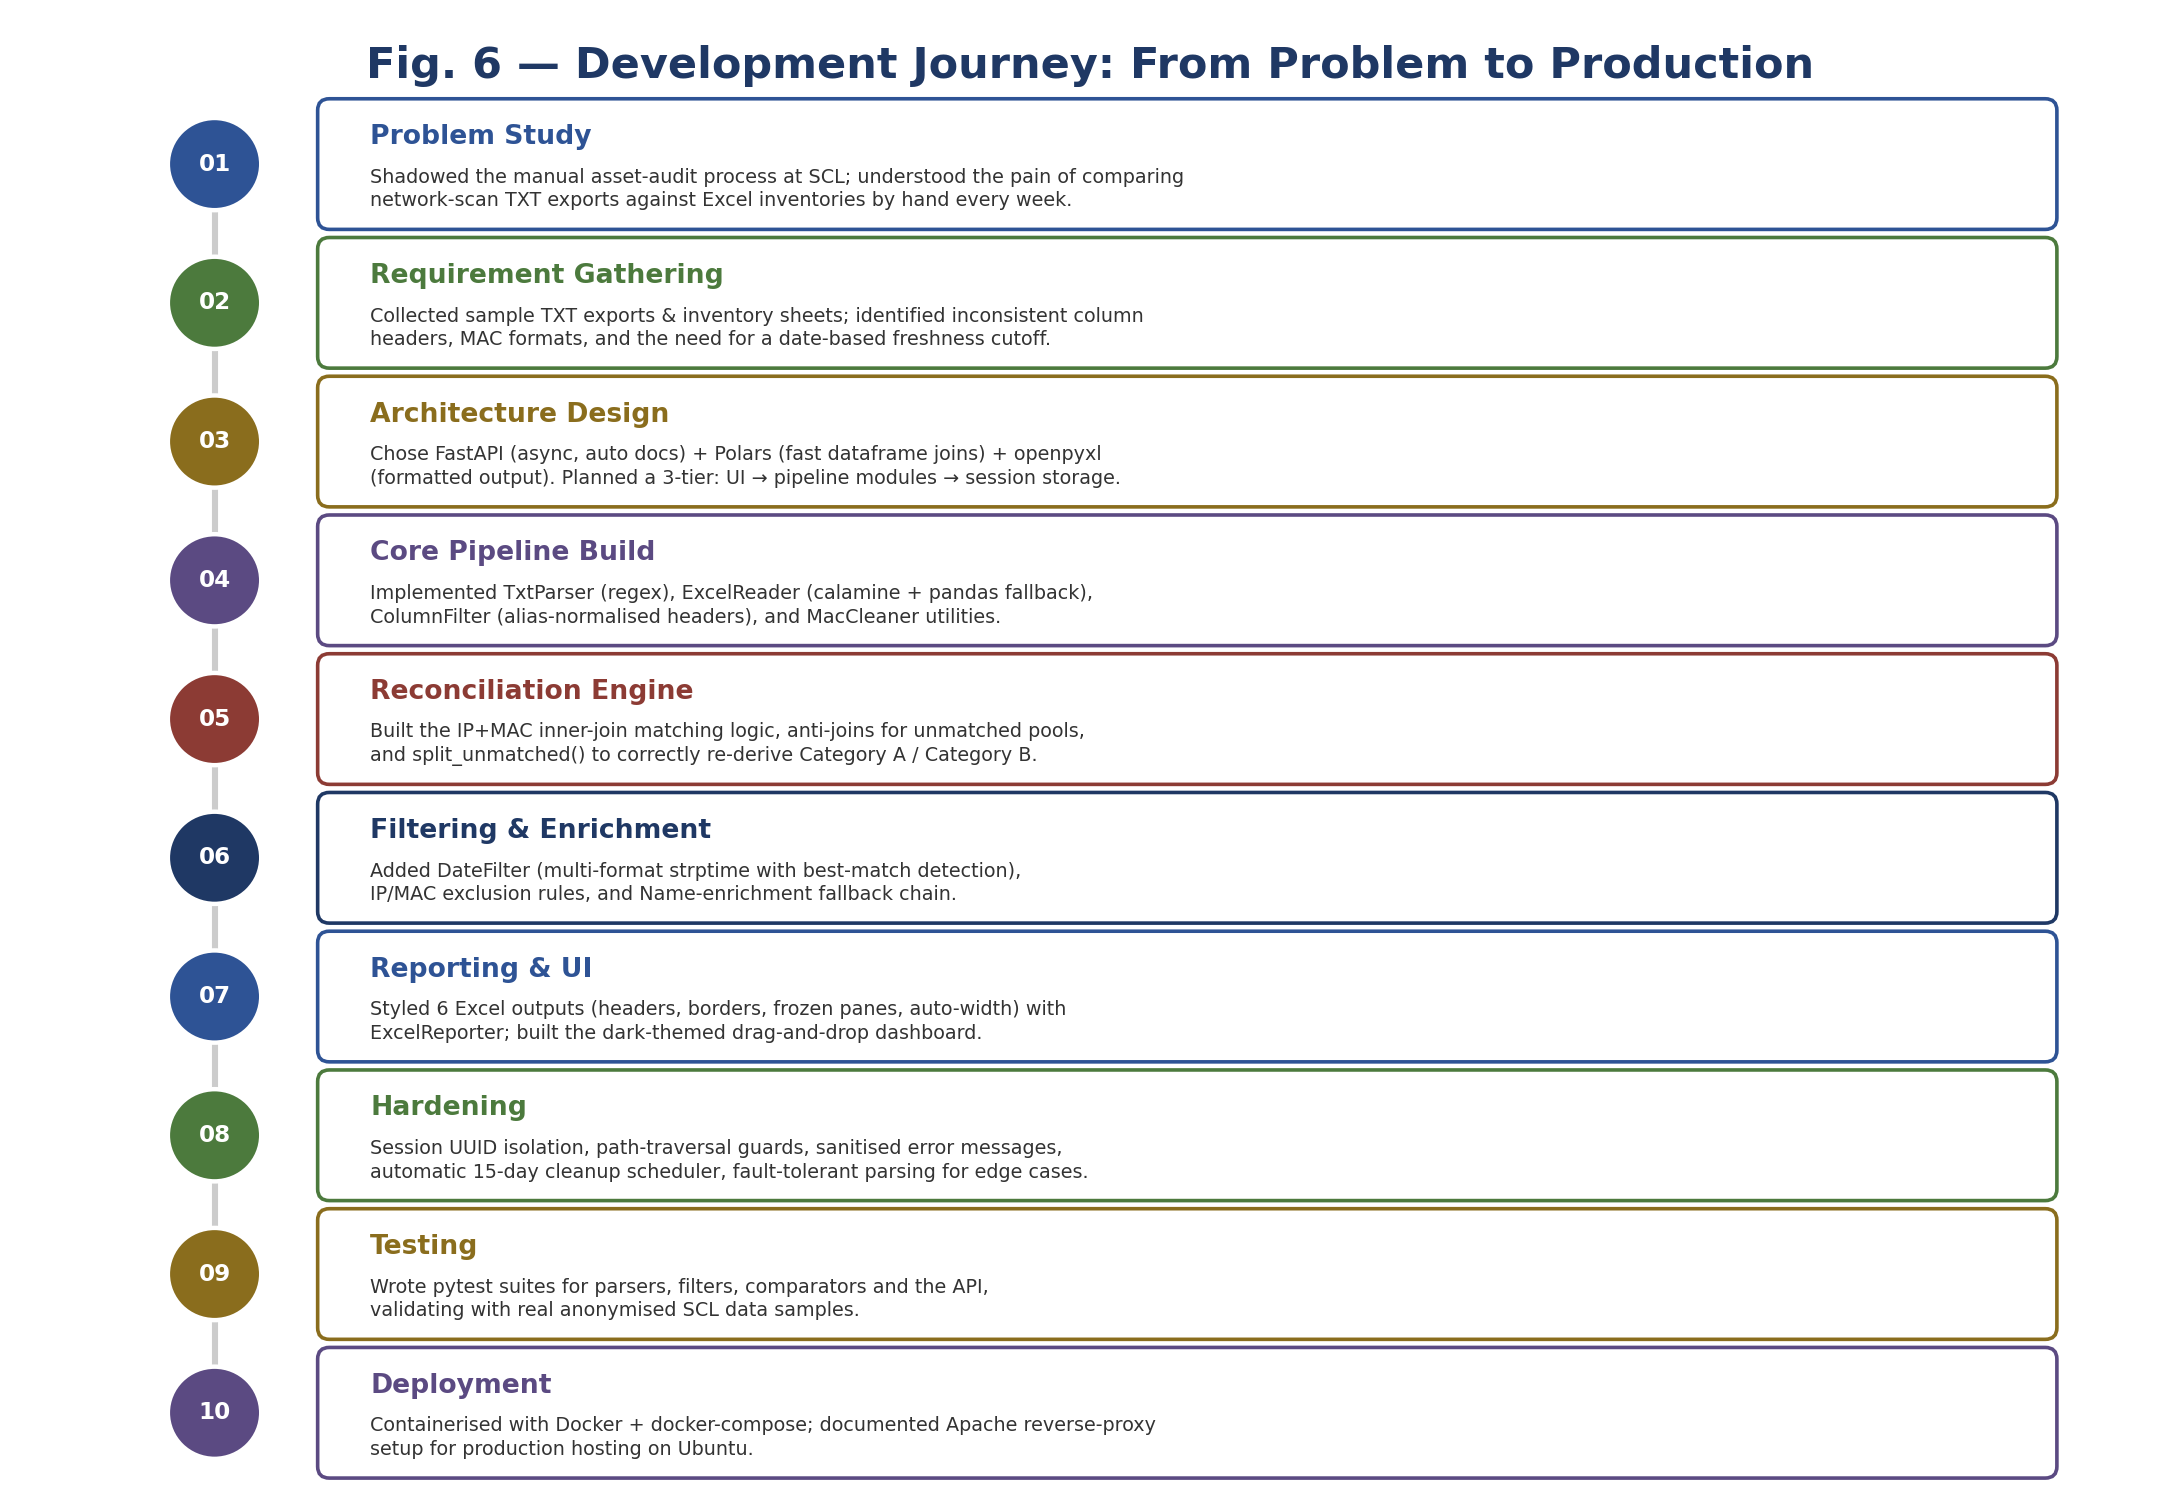 Fig. 6 — Development Journey: From Problem to Production
01
Problem Study
Shadowed the manual asset-audit process at SCL; understood the pain of comparing
network-scan TXT exports against Excel inventories by hand every week.
02
Requirement Gathering
Collected sample TXT exports & inventory sheets; identified inconsistent column
headers, MAC formats, and the need for a date-based freshness cutoff.
03
Architecture Design
Chose FastAPI (async, auto docs) + Polars (fast dataframe joins) + openpyxl
(formatted output). Planned a 3-tier: UI → pipeline modules → session storage.
04
Core Pipeline Build
Implemented TxtParser (regex), ExcelReader (calamine + pandas fallback),
ColumnFilter (alias-normalised headers), and MacCleaner utilities.
05
Reconciliation Engine
Built the IP+MAC inner-join matching logic, anti-joins for unmatched pools,
and split_unmatched() to correctly re-derive Category A / Category B.
06
Filtering & Enrichment
Added DateFilter (multi-format strptime with best-match detection),
IP/MAC exclusion rules, and Name-enrichment fallback chain.
07
Reporting & UI
Styled 6 Excel outputs (headers, borders, frozen panes, auto-width) with
ExcelReporter; built the dark-themed drag-and-drop dashboard.
08
Hardening
Session UUID isolation, path-traversal guards, sanitised error messages,
automatic 15-day cleanup scheduler, fault-tolerant parsing for edge cases.
09
Testing
Wrote pytest suites for parsers, filters, comparators and the API,
validating with real anonymised SCL data samples.
10
Deployment
Containerised with Docker + docker-compose; documented Apache reverse-proxy
setup for production hosting on Ubuntu.